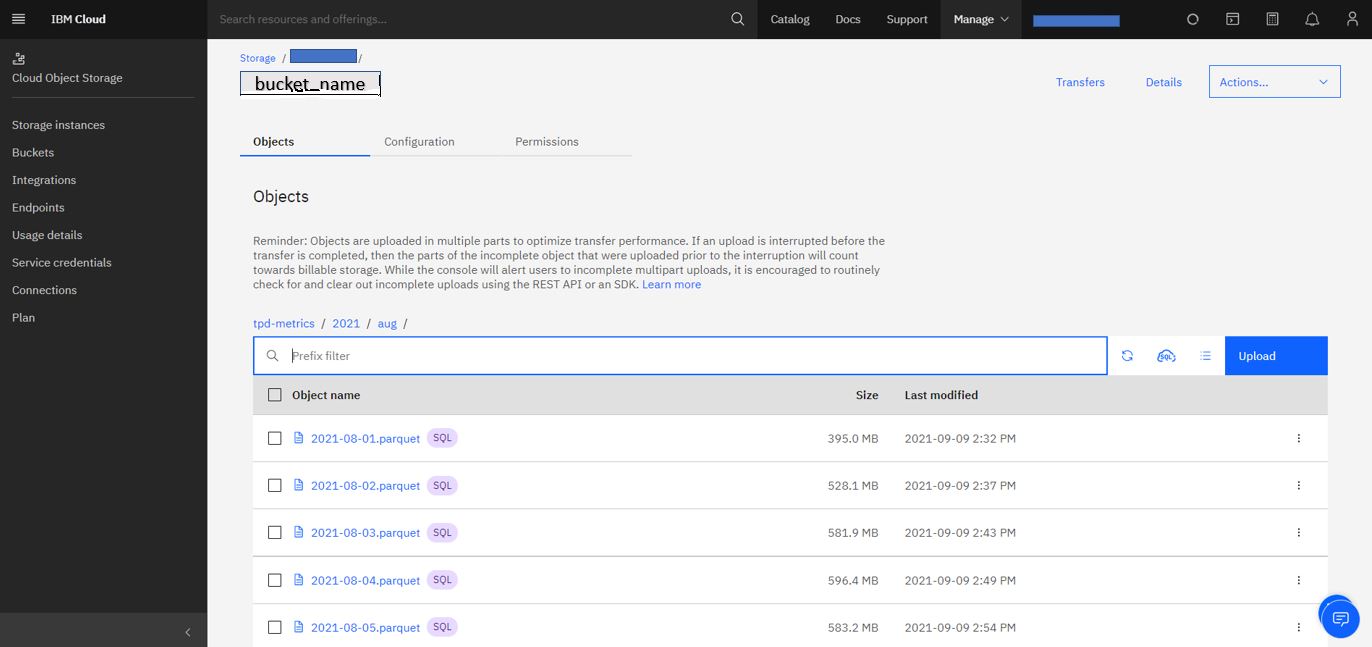 IBM Cloud
Search resources and offerings...
Catalog
Docs
Support
Manage
Cloud Object Storage
Storage instances
Buckets
Integrations
Endpoints
Usage details
Service credentials
Connections
Plan
Storage / /
bucket_name
Transfers
Details
Actions...
Objects
Configuration
Permissions
Objects
Reminder: Objects are uploaded in multiple parts to optimize transfer performance. If an upload is interrupted before the
transfer is completed, then the parts of the incomplete object that were uploaded prior to the interruption will count
towards billable storage. While the console will alert users to incomplete multipart uploads, it is encouraged to routinely
check for and clear out incomplete uploads using the REST API or an SDK. Learn more
tpd-metrics / 2021 / aug /
Prefix filter
SQL
Upload
Object name Size Last modified
2021-08-01.parquet SQL 395.0 MB 2021-09-09 2:32 PM
2021-08-02.parquet SQL 528.1 MB 2021-09-09 2:37 PM
2021-08-03.parquet SQL 581.9 MB 2021-09-09 2:43 PM
2021-08-04.parquet SQL 596.4 MB 2021-09-09 2:49 PM
2021-08-05.parquet SQL 583.2 MB 2021-09-09 2:54 PM